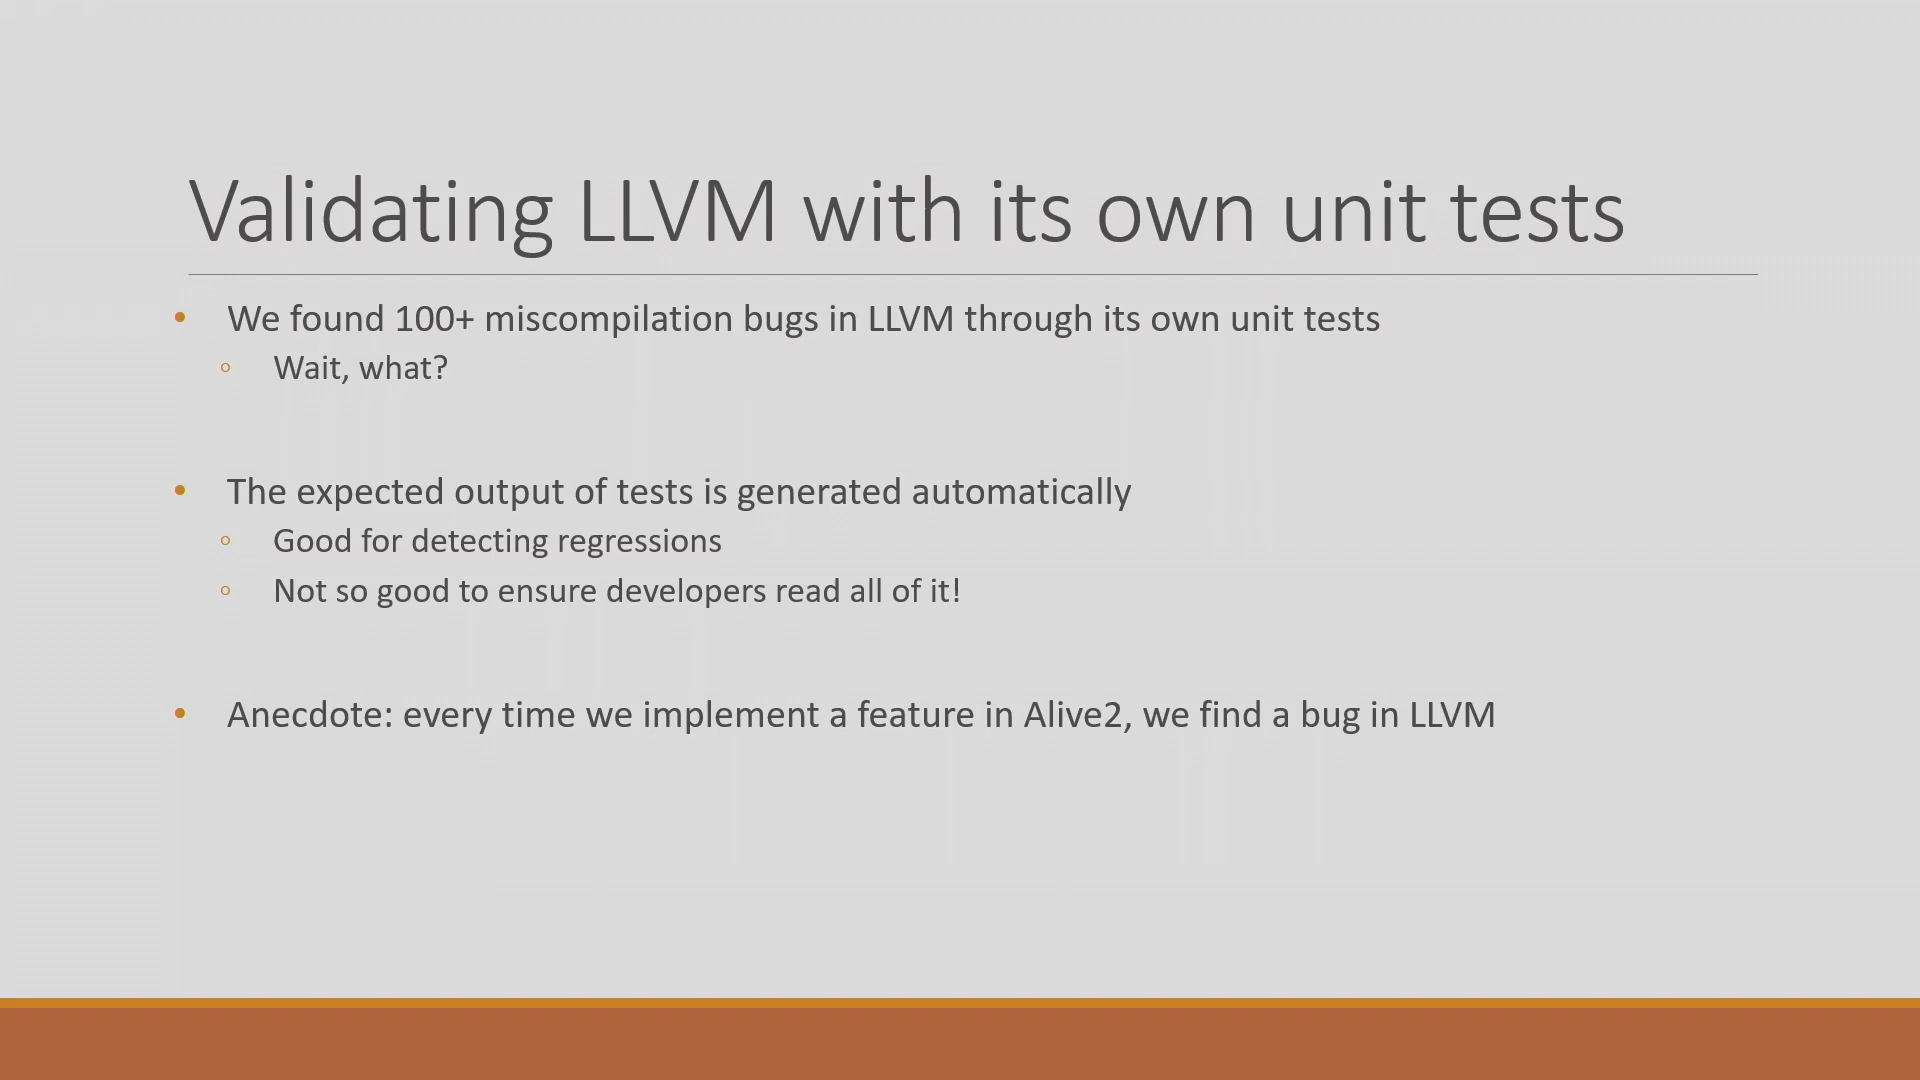 Validating LLVM with its own unit tests
• We found 100+ miscompilation bugs in LLVM through its own unit tests
◦ Wait, what?
• The expected output of tests is generated automatically
◦ Good for detecting regressions
◦ Not so good to ensure developers read all of it!
• Anecdote: every time we implement a feature in Alive2, we find a bug in LLVM